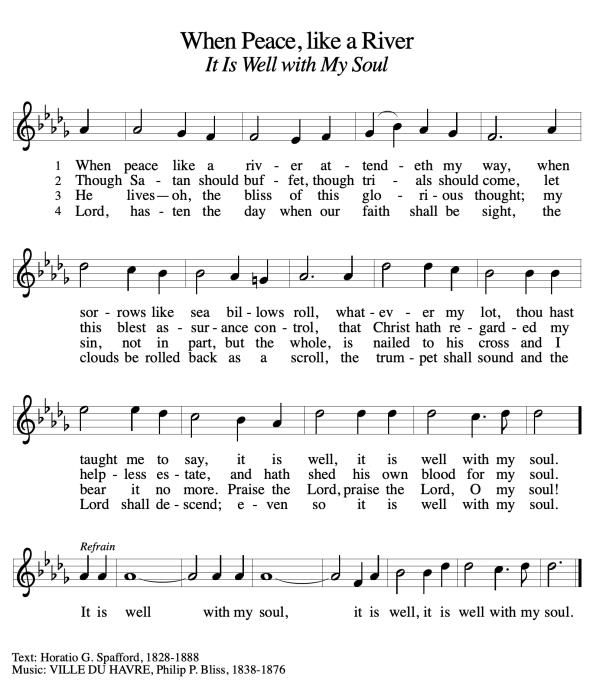 When Peace, like a River
It Is Well with My Soul
1 When peace like a riv - er at - tend - eth my way, when
2 Though Sa - tan should buf - fet, though tri - als should come, let
3 He lives—oh, the bliss of this glo - ri - ous thought; my
4 Lord, has - ten the day when our faith shall be sight, the
sor - rows like sea bil - lows roll, what - ev - er my lot, thou hast
this blest as - sur - ance con - trol, that Christ hath re - gard - ed my
sin, not in part, but the whole, is nailed to his cross and I
clouds be rolled back as a scroll, the trum - pet shall sound and the
taught me to say, it is well, it is well with my soul.
help - less es - tate, and hath shed his own blood for my soul.
bear it no more. Praise the Lord, praise the Lord, O my soul!
Lord shall de - scend; e - ven so it is well with my soul.
Refrain
It is well with my soul, it is well, it is well with my soul.
Text: Horatio G. Spafford, 1828-1888
Music: VILLE DU HAVRE, Philip P. Bliss, 1838-1876